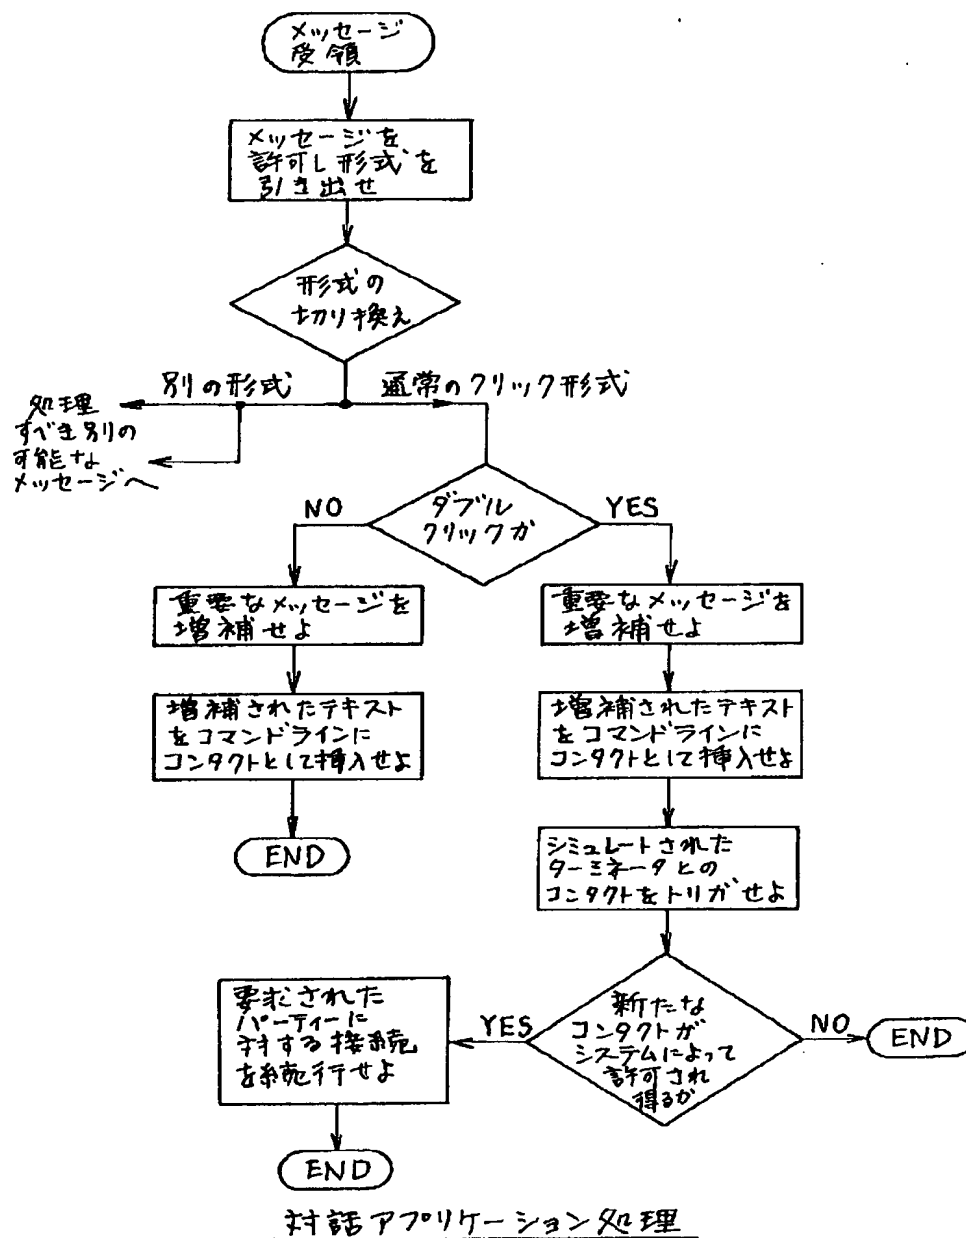 メッセージ
受領
メッセージを
許可し形式を
引き出せ
形式の
切り換え
別の形式
通常のクリック形式
処理
すべき別の
可能な
メッセージへ
NO
ダブル
クリックか
YES
重要なメッセージを
増補せよ
重要なメッセージを
増補せよ
増補されたテキスト
をコマンドラインに
コンタクトとして挿入せよ
増補されたテキスト
をコマンドラインに
コンタクトとして挿入せよ
END
シミュレートされた
ターミネータとの
コンタクトをトリガせよ
要求された
パーティーに
対する接続
を続行せよ
YES
新たな
コンタクトが
システムによって
許可され
得るか
NO
END
END
対話アプリケーション処理